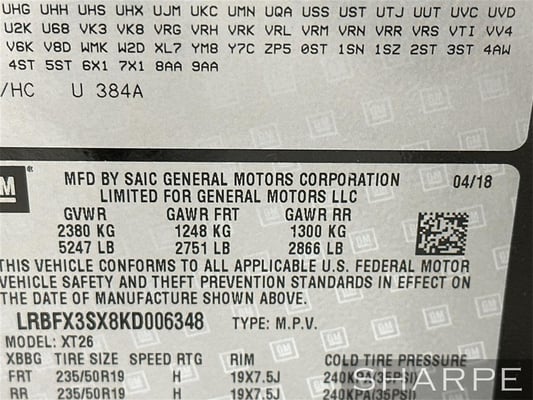 UHG UHH UHS UHX UJM UKC UMN UQA USS UST UTJ UUT UVC UVD
U2K U68 VK3 VK8 VRG VRH VRK VRL VRM VRN VRR VRS VTI VV4
V6K V8D WMK W2D XL7 YM8 Y7C ZP5 0ST 1SN 1SZ 2ST 3ST 4AW
4ST 5ST 6X1 7X1 8AA 9AA
/HC U 384A
GM
MFD BY SAIC GENERAL MOTORS CORPORATION 04/18
LIMITED FOR GENERAL MOTORS LLC
GVWR GAWR FRT GAWR RR
2380 KG 1248 KG 1300 KG
5247 LB 2751 LB 2866 LB
THIS VEHICLE CONFORMS TO ALL APPLICABLE U.S. FEDERAL MOTOR
VEHICLE SAFETY AND THEFT PREVENTION STANDARDS IN EFFECT ON
THE DATE OF MANUFACTURE SHOWN ABOVE.
LRBFX3SX8KD006348 TYPE: M.P.V.
MODEL: XT26
XBBG TIRE SIZE SPEED RTG RIM COLD TIRE PRESSURE
FRT 235/50R19 H 19X7.5J 240KPA(35PSI)
RR 235/50R19 H 19X7.5J 240KPA(35PSI)
SHARPE